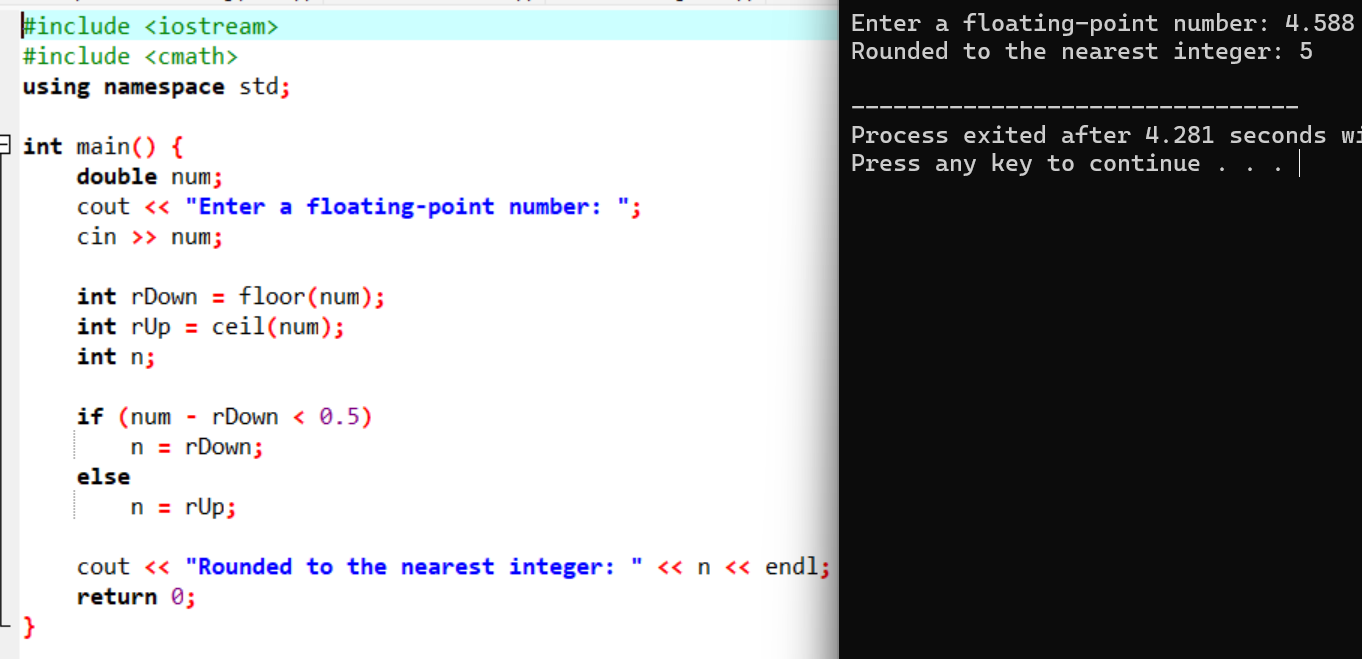 #include <iostream>
#include <cmath>
using namespace std;
int main() {
double num;
cout << "Enter a floating-point number: ";
cin >> num;
int rDown = floor(num);
int rUp = ceil(num);
int n;
if (num - rDown < 0.5)
n = rDown;
else
n = rUp;
cout << "Rounded to the nearest integer: " << n << endl;
return 0;
}
Enter a floating-point number: 4.588
Rounded to the nearest integer: 5
--------------------------------
Process exited after 4.281 seconds wi
Press any key to continue . . .